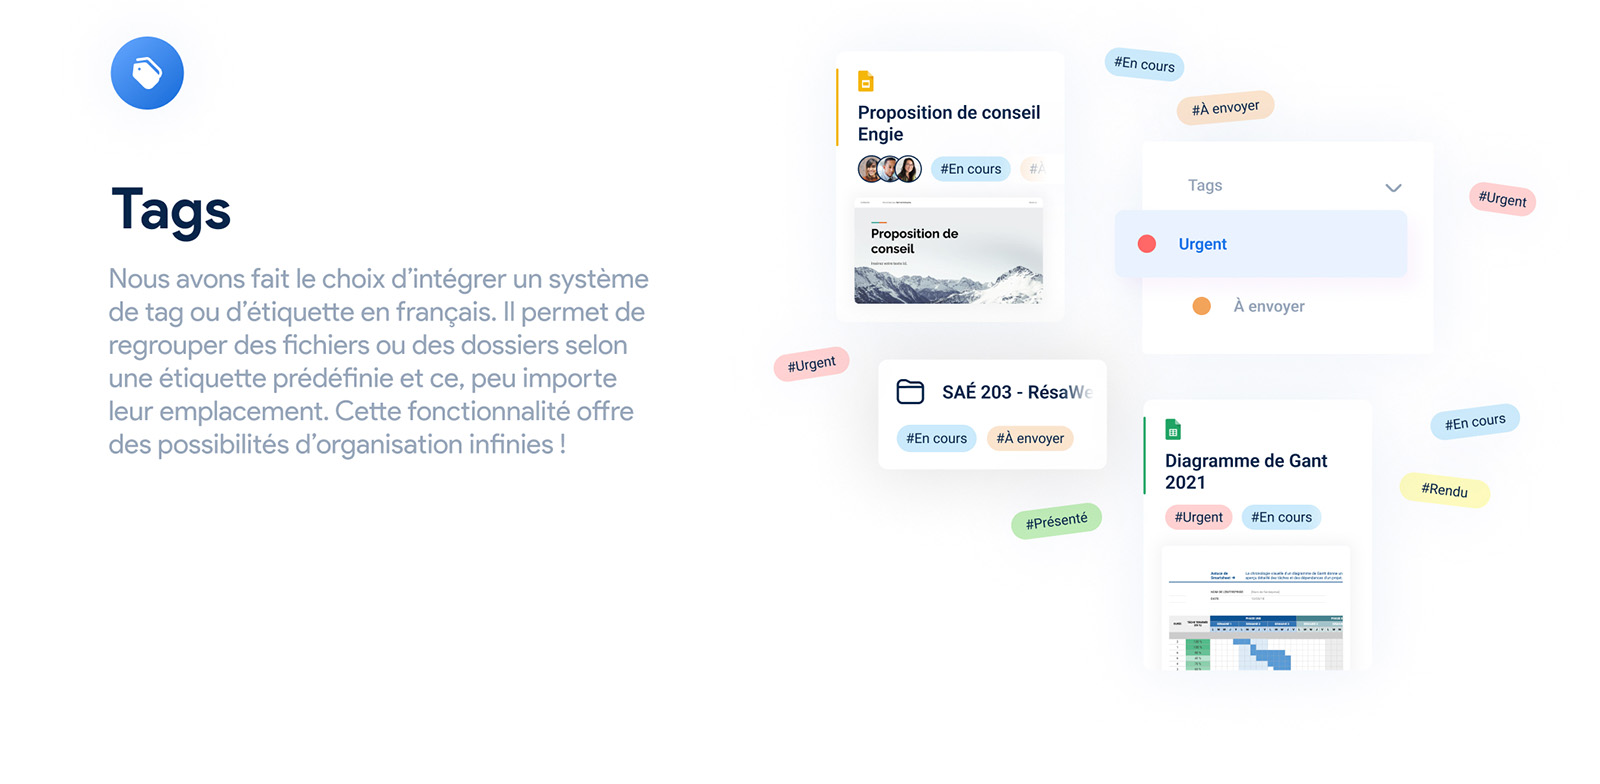 Tags
Nous avons fait le choix d’intégrer un système
de tag ou d’étiquette en français. Il permet de
regrouper des fichiers ou des dossiers selon
une étiquette prédéfinie et ce, peu importe
leur emplacement. Cette fonctionnalité offre
des possibilités d’organisation infinies !
#En cours
#À envoyer
Proposition de conseil
Engie
#En cours
#À
Proposition de
conseil
Tags
Urgent
À envoyer
#Urgent
#Urgent
SAÉ 203 - RésaWe
#En cours
#À envoyer
#Présenté
Diagramme de Gant
2021
#Urgent
#En cours
#En cours
#Rendu